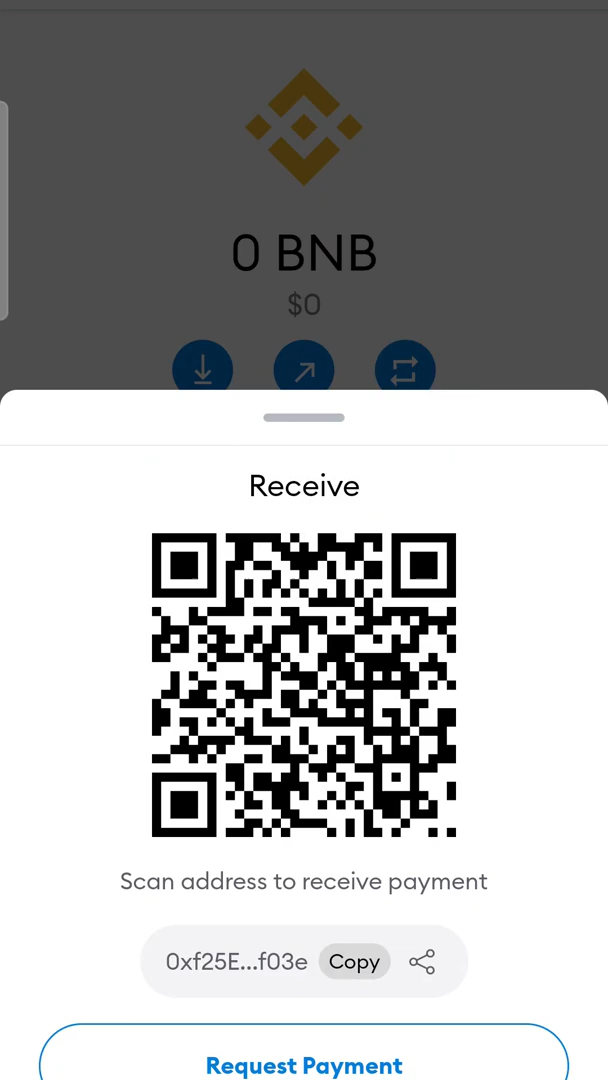 0 BNB
$0
Receive
Scan address to receive payment
0xf25E...f03e Copy
Request Payment